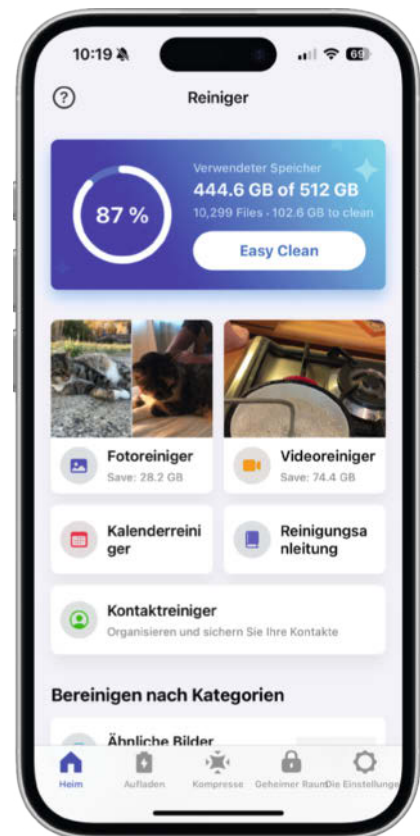 10:19
69
?
Reiniger
Verwendeter Speicher
444.6 GB of 512 GB
10,299 Files - 102.6 GB to clean
87 %
Easy Clean
Fotoreiniger
Save: 28.2 GB
Videoreiniger
Save: 74.4 GB
Kalenderreini
ger
Reinigungsa
nleitung
Kontaktreiniger
Organisieren und sichern Sie Ihre Kontakte
Bereinigen nach Kategorien
Ähnliche Bilder
Heim
Aufladen
Kompresse
Geheimer Raum
Die Einstellunge